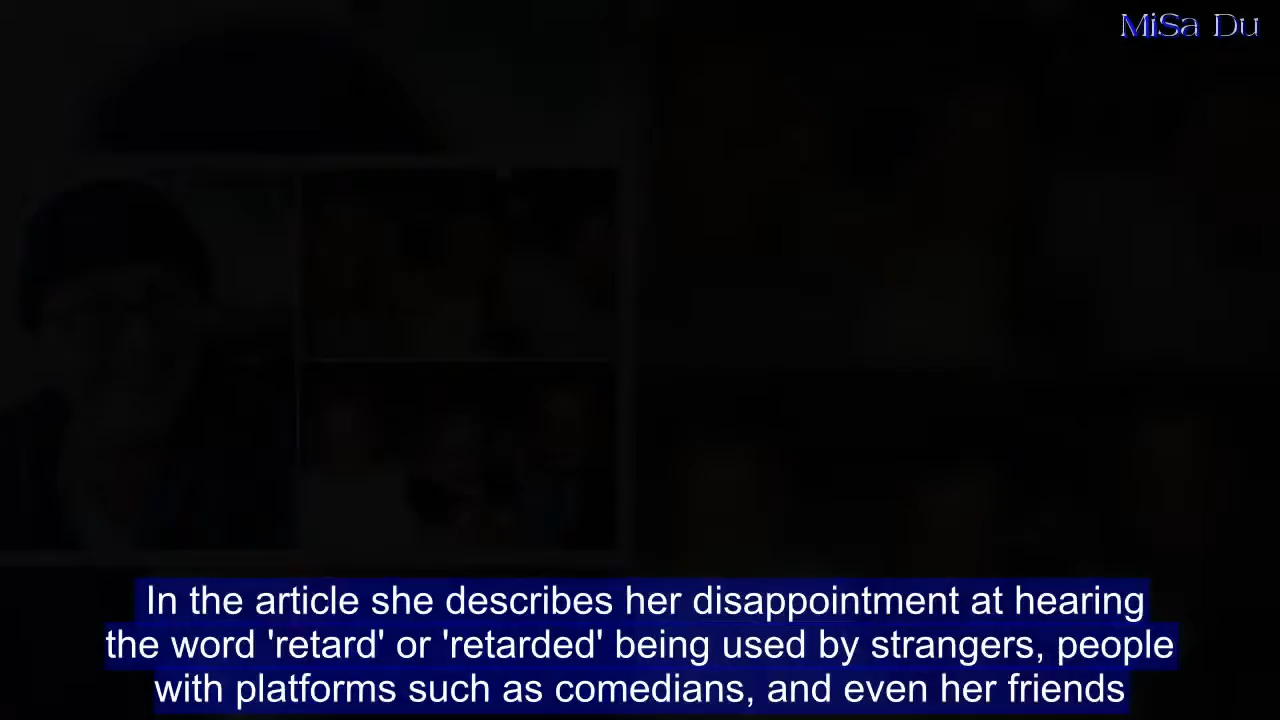 MiSa Du
In the article she describes her disappointment at hearing
the word 'retard' or 'retarded' being used by strangers, people
with platforms such as comedians, and even her friends